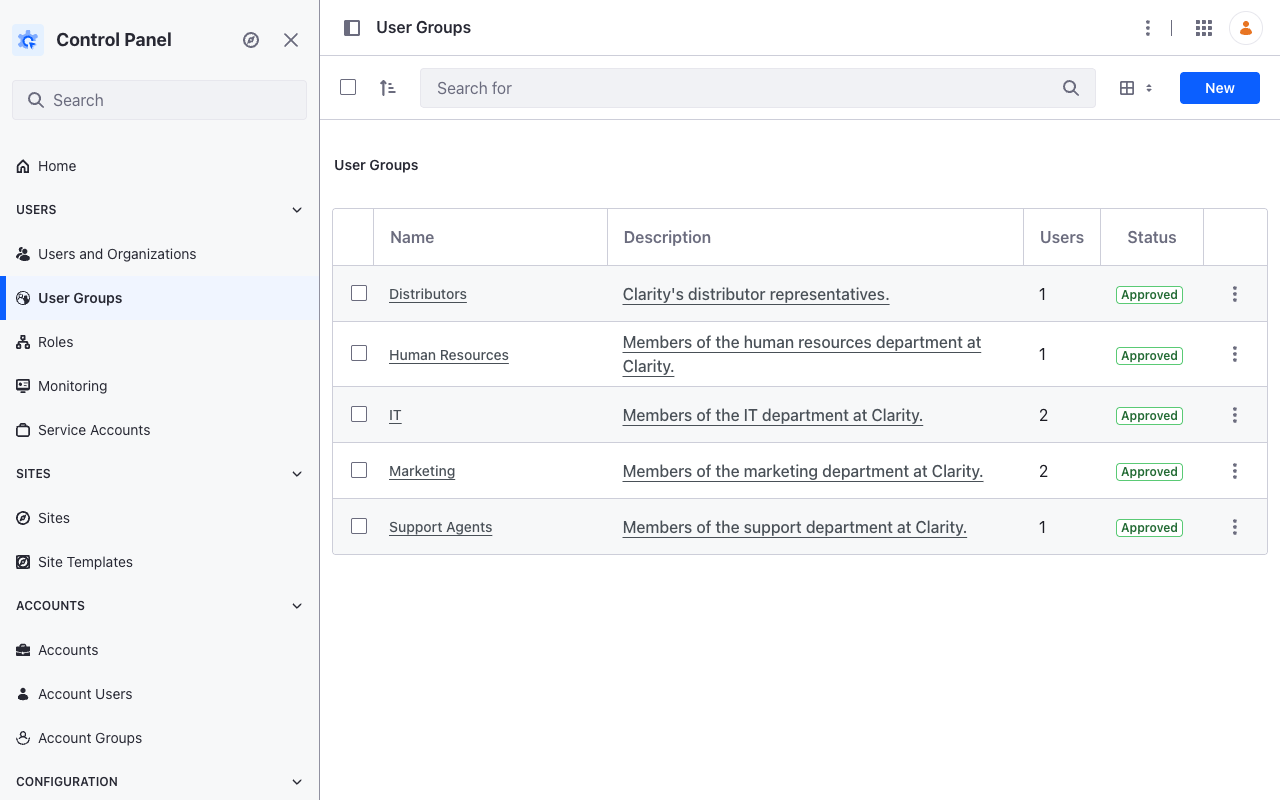 Control Panel
Search
Home
USERS
Users and Organizations
User Groups
Roles
Monitoring
Service Accounts
SITES
Sites
Site Templates
ACCOUNTS
Accounts
Account Users
Account Groups
CONFIGURATION
User Groups
Search for
New
User Groups
Name Description Users Status
Distributors Clarity's distributor representatives. 1 Approved
Human Resources Members of the human resources department at
Clarity. 1 Approved
IT Members of the IT department at Clarity. 2 Approved
Marketing Members of the marketing department at Clarity. 2 Approved
Support Agents Members of the support department at Clarity. 1 Approved